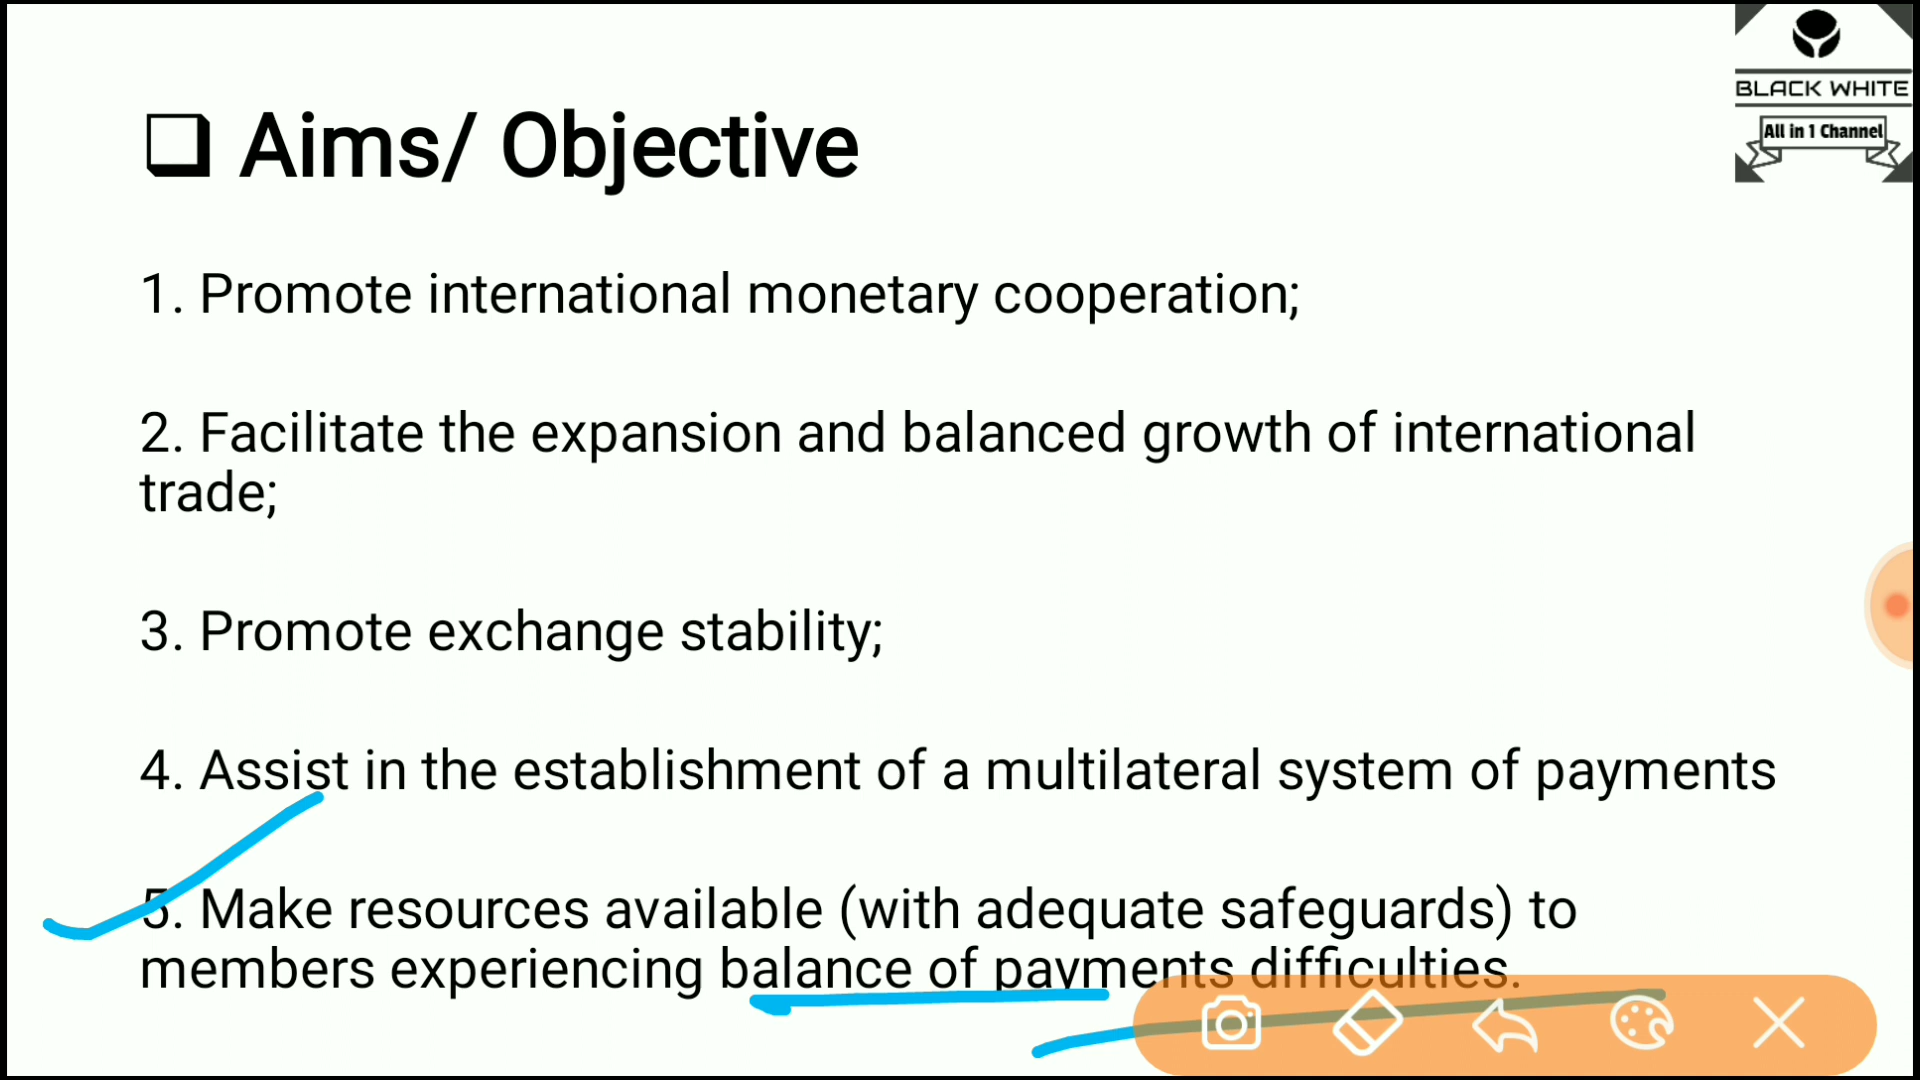 BLACK WHITE
All in 1 Channel
❑ Aims/ Objective
1. Promote international monetary cooperation;
2. Facilitate the expansion and balanced growth of international
trade;
3. Promote exchange stability;
4. Assist in the establishment of a multilateral system of payments
5. Make resources available (with adequate safeguards) to
members experiencing balance of payments difficulties.